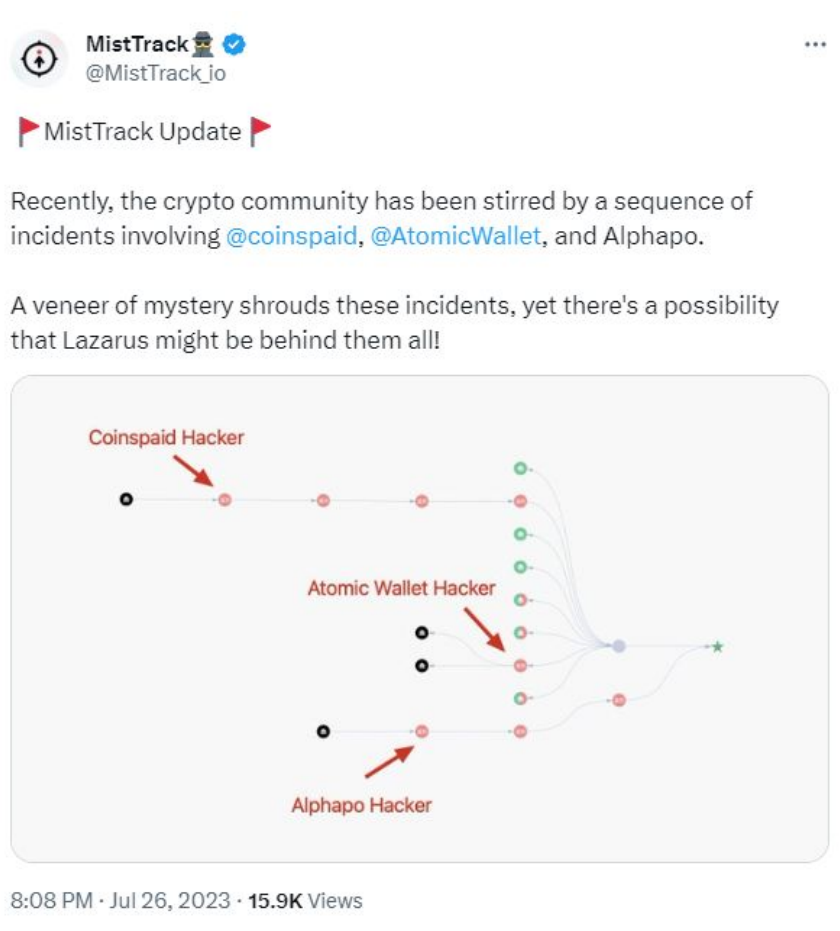 MistTrack🕵️
@MistTrack_io
🚩MistTrack Update🚩
Recently, the crypto community has been stirred by a sequence of
incidents involving @coinspaid, @AtomicWallet, and Alphapo.
A veneer of mystery shrouds these incidents, yet there's a possibility
that Lazarus might be behind them all!
Coinspaid Hacker
Atomic Wallet Hacker
Alphapo Hacker
8:08 PM · Jul 26, 2023 · 15.9K Views